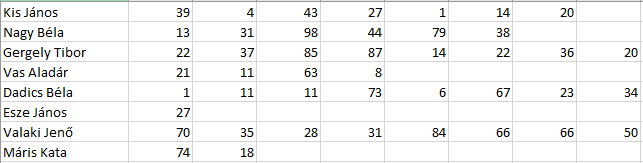 Kis János 39 4 43 27 1 14 20
Nagy Béla 13 31 98 44 79 38
Gergely Tibor 22 37 85 87 14 22 36 20
Vas Aladár 21 11 63 8
Dadics Béla 1 11 11 73 6 67 23 34
Esze János 27
Valaki Jenő 70 35 28 31 84 66 66 50
Máris Kata 74 18